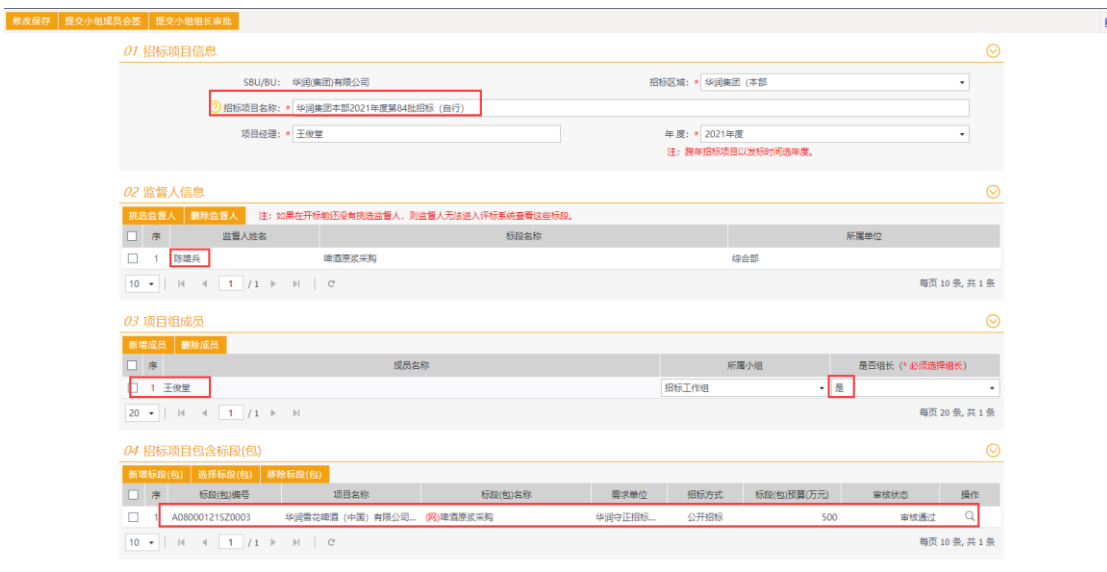 修改保存 提交小组成员会签 提交小组组长审批
01 招标项目信息
SBU/BU: 华润(集团)有限公司 招标区域: * 华润集团（本部
招标项目名称: * 华润集团本部2021年度第84批招标（自行）
项目经理: * 王俊堂 年度: * 2021年度
注：跨年招标项目以发标时间选年度。
02 监督人信息
挑选监督人 删除监督人 注：如果在开标前还没有挑选监督人，则监督人无法进入评标系统查看这些标段。
序 监督人姓名 标段名称 所属单位
1 陈雄兵 啤酒原浆采购 综合部
10 1 / 1 每页 10 条, 共 1 条
03 项目组成员
新增成员 删除成员
序 成员名称 所属小组 是否组长（* 必须选择组长）
1 王俊堂 招标工作组 是
20 1 / 1 每页 20 条, 共 1 条
04 招标项目包含标段(包)
新增标段(包) 选择标段(包) 移除标段(包)
序 标段(包)编号 项目名称 标段(包)名称 需求单位 招标方式 标段(包)预算(万元) 审核状态 操作
1 A08000121SZ0003 华润雪花啤酒（中国）有限公司... (网)啤酒原浆采购 华润守正招标... 公开招标 500 审核通过
10 1 / 1 每页 10 条, 共 1 条